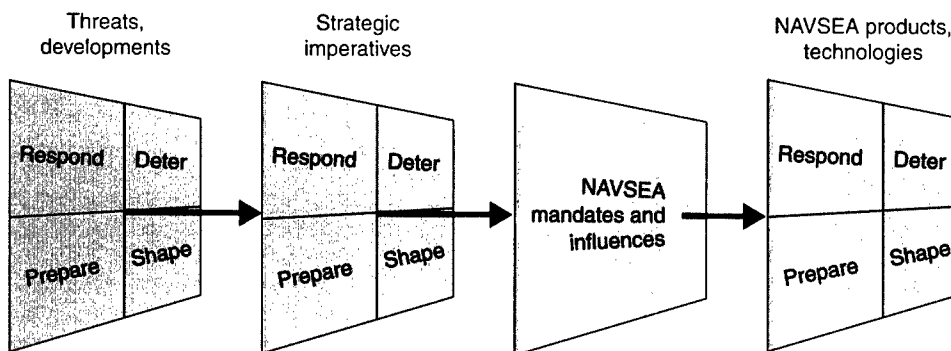 Threats,
developments
Strategic
imperatives
NAVSEA products,
technologies
Respond
Deter
Prepare
Shape
Respond
Deter
Prepare
Shape
NAVSEA
mandates and
influences
Respond
Deter
Prepare
Shape